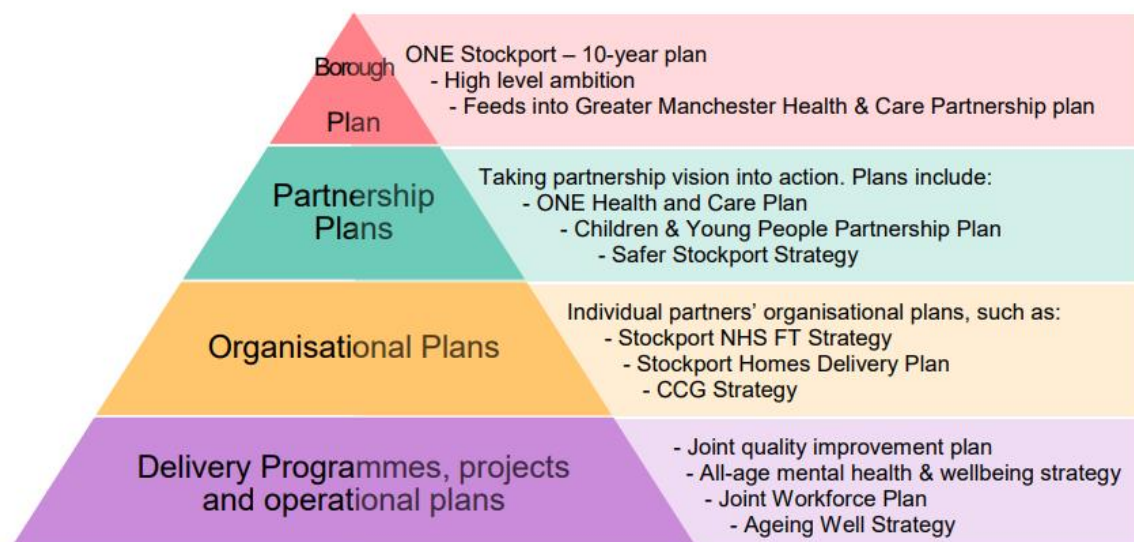 Borough
Plan
ONE Stockport – 10-year plan
- High level ambition
- Feeds into Greater Manchester Health & Care Partnership plan
Partnership
Plans
Taking partnership vision into action. Plans include:
- ONE Health and Care Plan
- Children & Young People Partnership Plan
- Safer Stockport Strategy
Organisational Plans
Individual partners’ organisational plans, such as:
- Stockport NHS FT Strategy
- Stockport Homes Delivery Plan
- CCG Strategy
Delivery Programmes, projects
and operational plans
- Joint quality improvement plan
- All-age mental health & wellbeing strategy
- Joint Workforce Plan
- Ageing Well Strategy